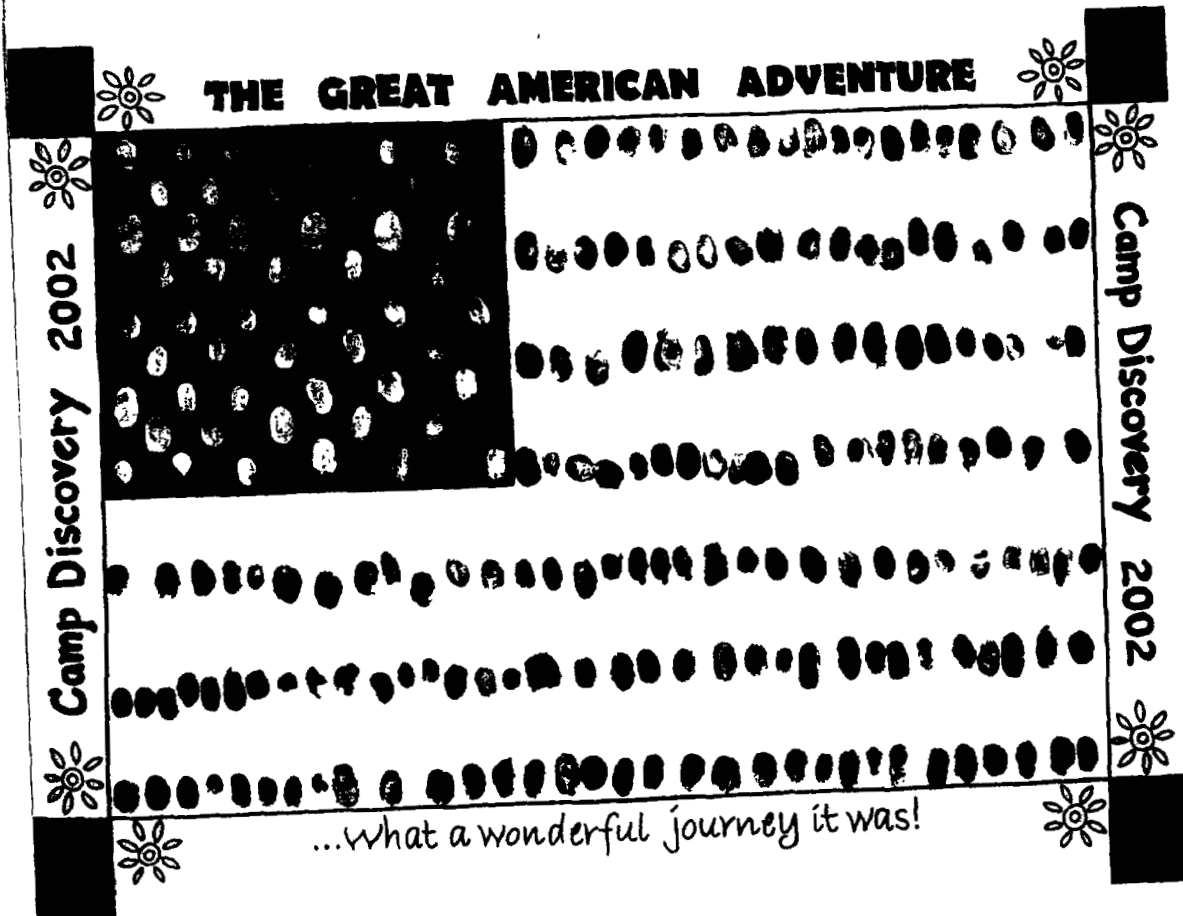 THE GREAT AMERICAN ADVENTURE
Camp Discovery 2002
Camp Discovery 2002
...What a wonderful journey it was!